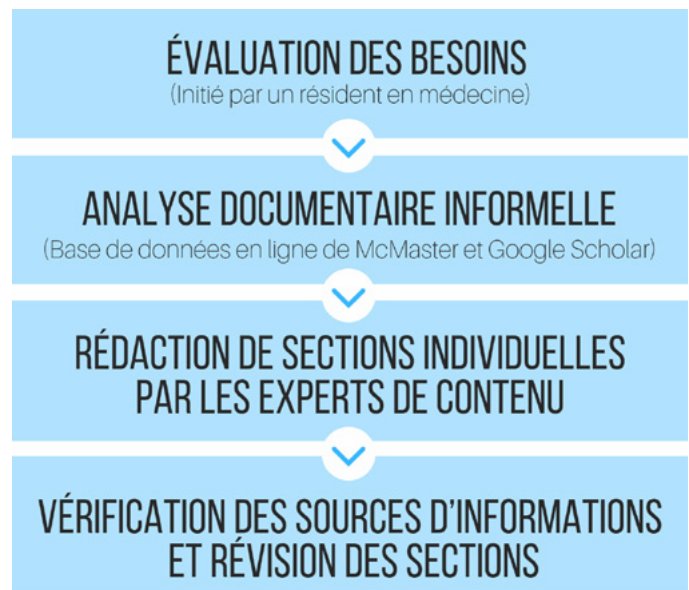 ÉVALUATION DES BESOINS
(Initié par un résident en médecine)
ANALYSE DOCUMENTAIRE INFORMELLE
(Base de données en ligne de McMaster et Google Scholar)
RÉDACTION DE SECTIONS INDIVIDUELLES
PAR LES EXPERTS DE CONTENU
VÉRIFICATION DES SOURCES D'INFORMATIONS
ET RÉVISION DES SECTIONS